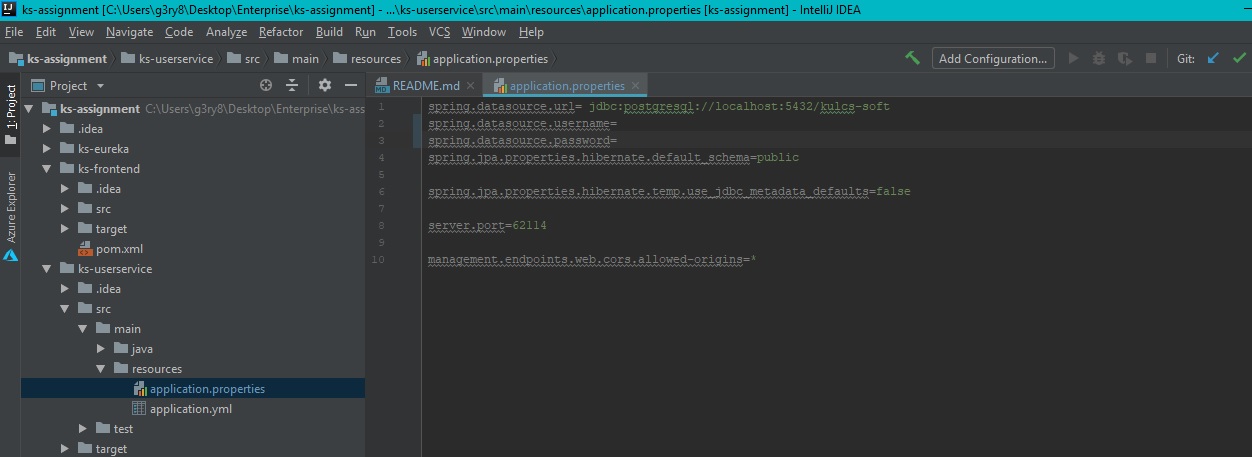 ks-assignment [C:\Users\g3ry8\Desktop\Enterprise\ks-assignment] - ...\ks-userservice\src\main\resources\application.properties [ks-assignment] - IntelliJ IDEA
File Edit View Navigate Code Analyze Refactor Build Run Tools VCS Window Help
ks-assignment ks-userservice src main resources application.properties Add Configuration... Git:
1: Project
Azure Explorer
Project
ks-assignment C:\Users\g3ry8\Desktop\Enterprise\ks-ass
.idea
ks-eureka
ks-frontend
.idea
src
target
pom.xml
ks-userservice
.idea
src
main
java
resources
application.properties
application.yml
test
target
README.md application.properties
1 spring.datasource.url= jdbc:postgresql://localhost:5432/kulcs-soft
2 spring.datasource.username=
3 spring.datasource.password=
4 spring.jpa.properties.hibernate.default_schema=public
5
6 spring.jpa.properties.hibernate.temp.use_jdbc_metadata_defaults=false
7
8 server.port=62114
9
10 management.endpoints.web.cors.allowed-origins=*